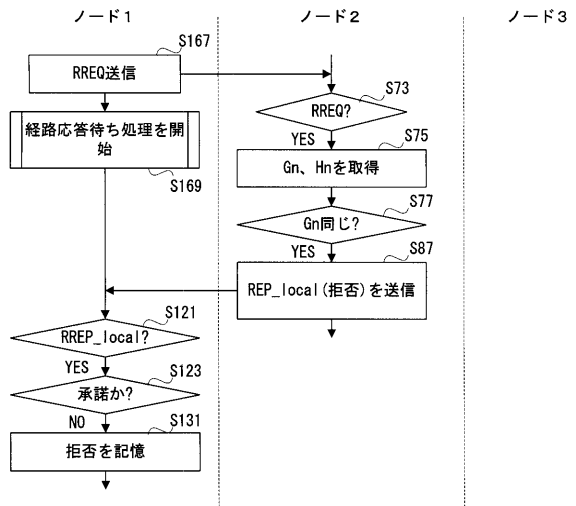 ノード1
ノード2
ノード3
S167
RREQ送信
S73
RREQ?
経路応答待ち処理を開
始
S169
YES
S75
Gn、Hnを取得
S77
Gn同じ?
YES
S87
REP_local(拒否)を送信
S121
RREP_local?
YES
S123
承諾か?
NO
S131
拒否を記憶